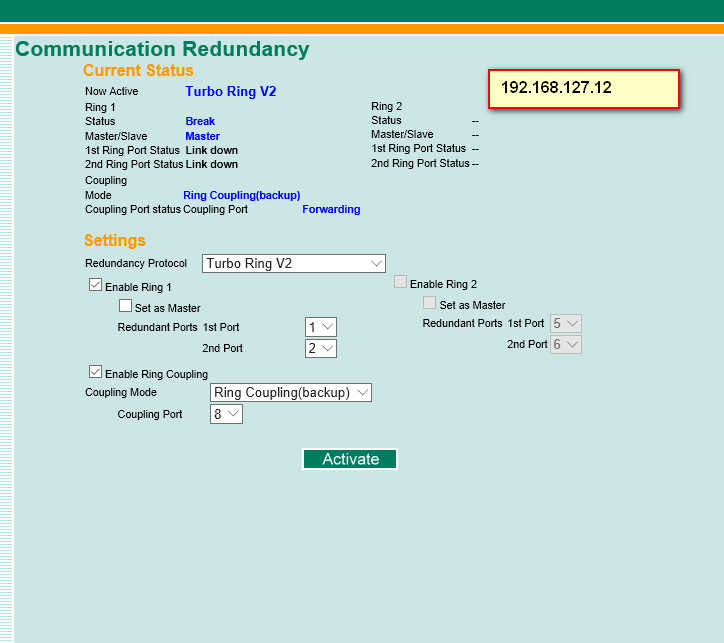 Communication Redundancy
Current Status
192.168.127.12
Now Active Turbo Ring V2
Ring 1
Status Break
Master/Slave Master
1st Ring Port Status Link down
2nd Ring Port Status Link down
Ring 2
Status --
Master/Slave --
1st Ring Port Status --
2nd Ring Port Status --
Coupling
Mode Ring Coupling(backup)
Coupling Port status Coupling Port Forwarding
Settings
Redundancy Protocol Turbo Ring V2
Enable Ring 1
Set as Master
Redundant Ports 1st Port 1
2nd Port 2
Enable Ring 2
Set as Master
Redundant Ports 1st Port 5
2nd Port 6
Enable Ring Coupling
Coupling Mode Ring Coupling(backup)
Coupling Port 8
Activate